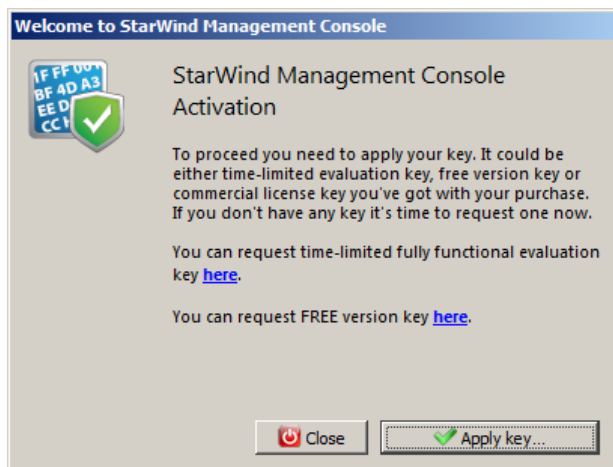 Welcome to StarWind Management Console
StarWind Management Console
Activation
To proceed you need to apply your key. It could be
either time-limited evaluation key, free version key or
commercial license key you've got with your purchase.
If you don't have any key it's time to request one now.
You can request time-limited fully functional evaluation
key here.
You can request FREE version key here.
Close
Apply key...